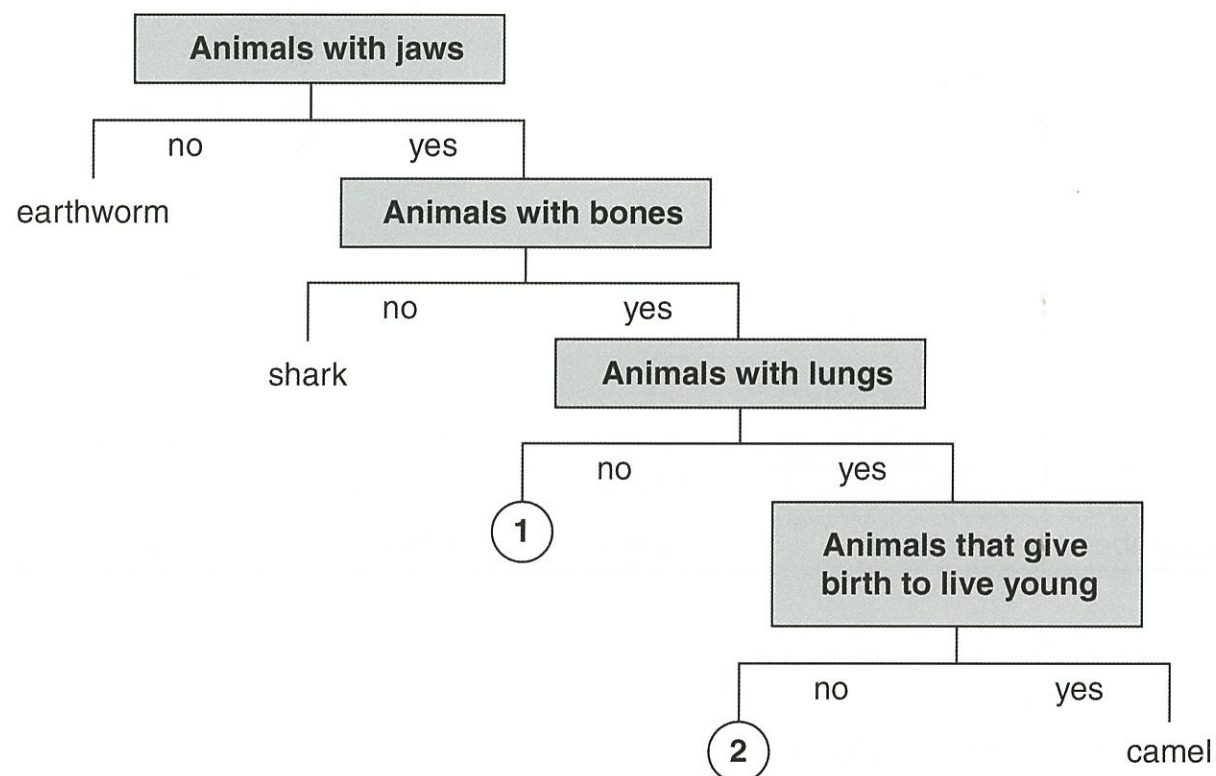 Animals with jaws
no
yes
earthworm
Animals with bones
no
yes
shark
Animals with lungs
no
yes
1
Animals that give
birth to live young
no
yes
2
camel